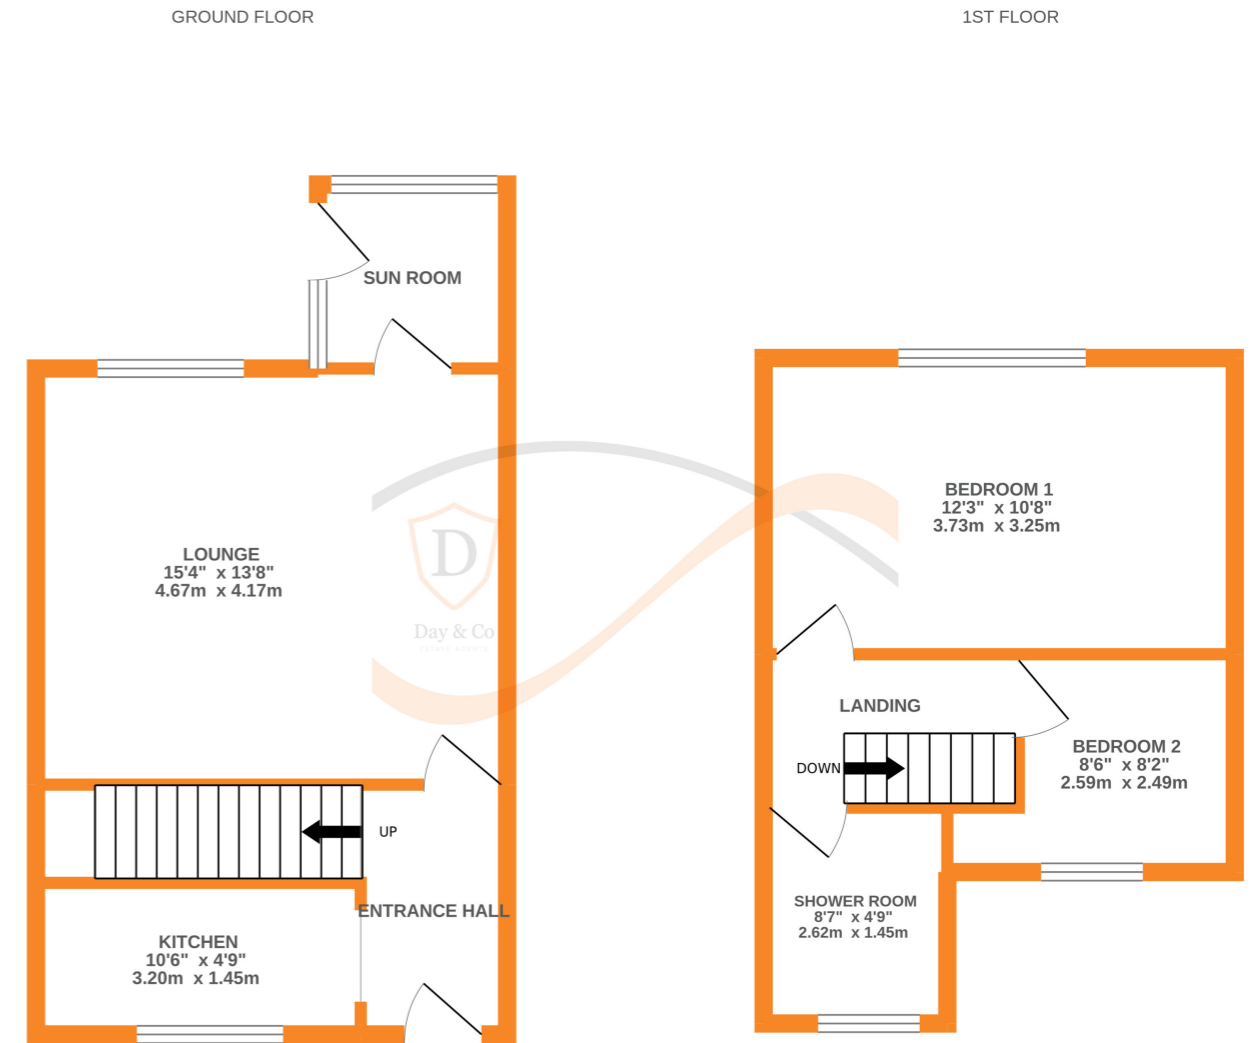 GROUND FLOOR
1ST FLOOR
SUN ROOM
LOUNGE
15'4" x 13'8"
4.67m x 4.17m
D
Day & Co
ESTATE AGENTS
UP
ENTRANCE HALL
KITCHEN
10'6" x 4'9"
3.20m x 1.45m
BEDROOM 1
12'3" x 10'8"
3.73m x 3.25m
LANDING
DOWN
BEDROOM 2
8'6" x 8'2"
2.59m x 2.49m
SHOWER ROOM
8'7" x 4'9"
2.62m x 1.45m